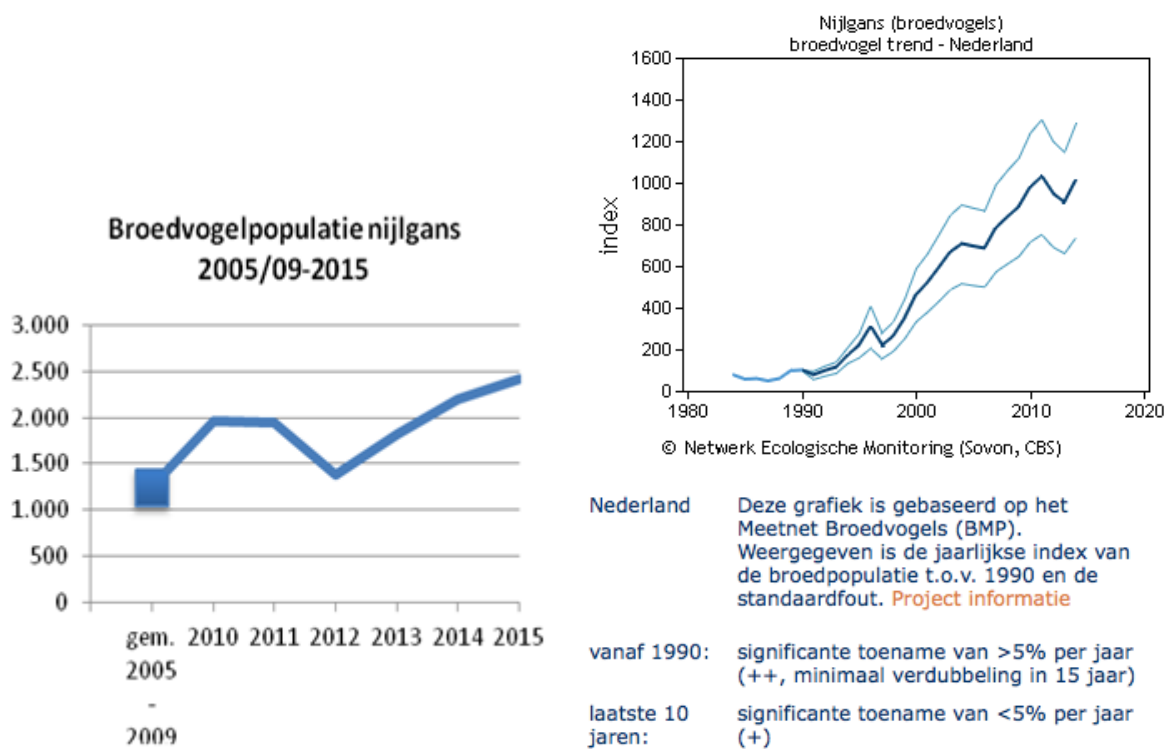 Broedvogelpopulatie nijlgans
2005/09-2015
3.000
2.500
2.000
1.500
1.000
500
0
gem. 2010 2011 2012 2013 2014 2015
2005
-
2009
Nijlgans (broedvogels)
broedvogel trend - Nederland
1600
1400
1200
1000
800
600
400
200
0
index
1980 1990 2000 2010 2020
© Netwerk Ecologische Monitoring (Sovon, CBS)
Nederland Deze grafiek is gebaseerd op het
Meetnet Broedvogels (BMP).
Weergegeven is de jaarlijkse index van
de broedpopulatie t.o.v. 1990 en de
standaardfout. Project informatie
vanaf 1990: significante toename van >5% per jaar
(++, minimaal verdubbeling in 15 jaar)
laatste 10 significante toename van <5% per jaar
jaren: (+)